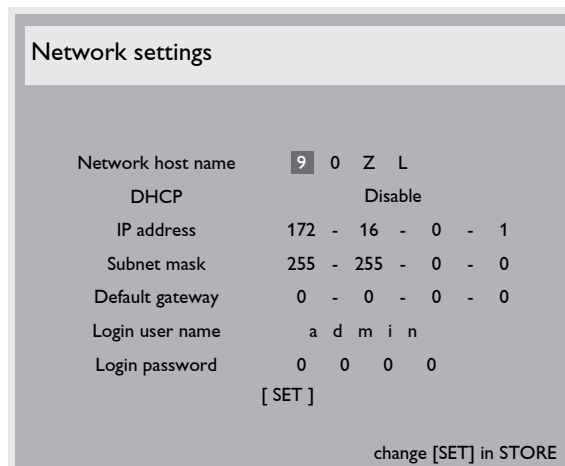 Network settings
Network host name 9 0 Z L
DHCP Disable
IP address 172 - 16 - 0 - 1
Subnet mask 255 - 255 - 0 - 0
Default gateway 0 - 0 - 0 - 0
Login user name a d m i n
Login password 0 0 0 0
[ SET ]
change [SET] in STORE